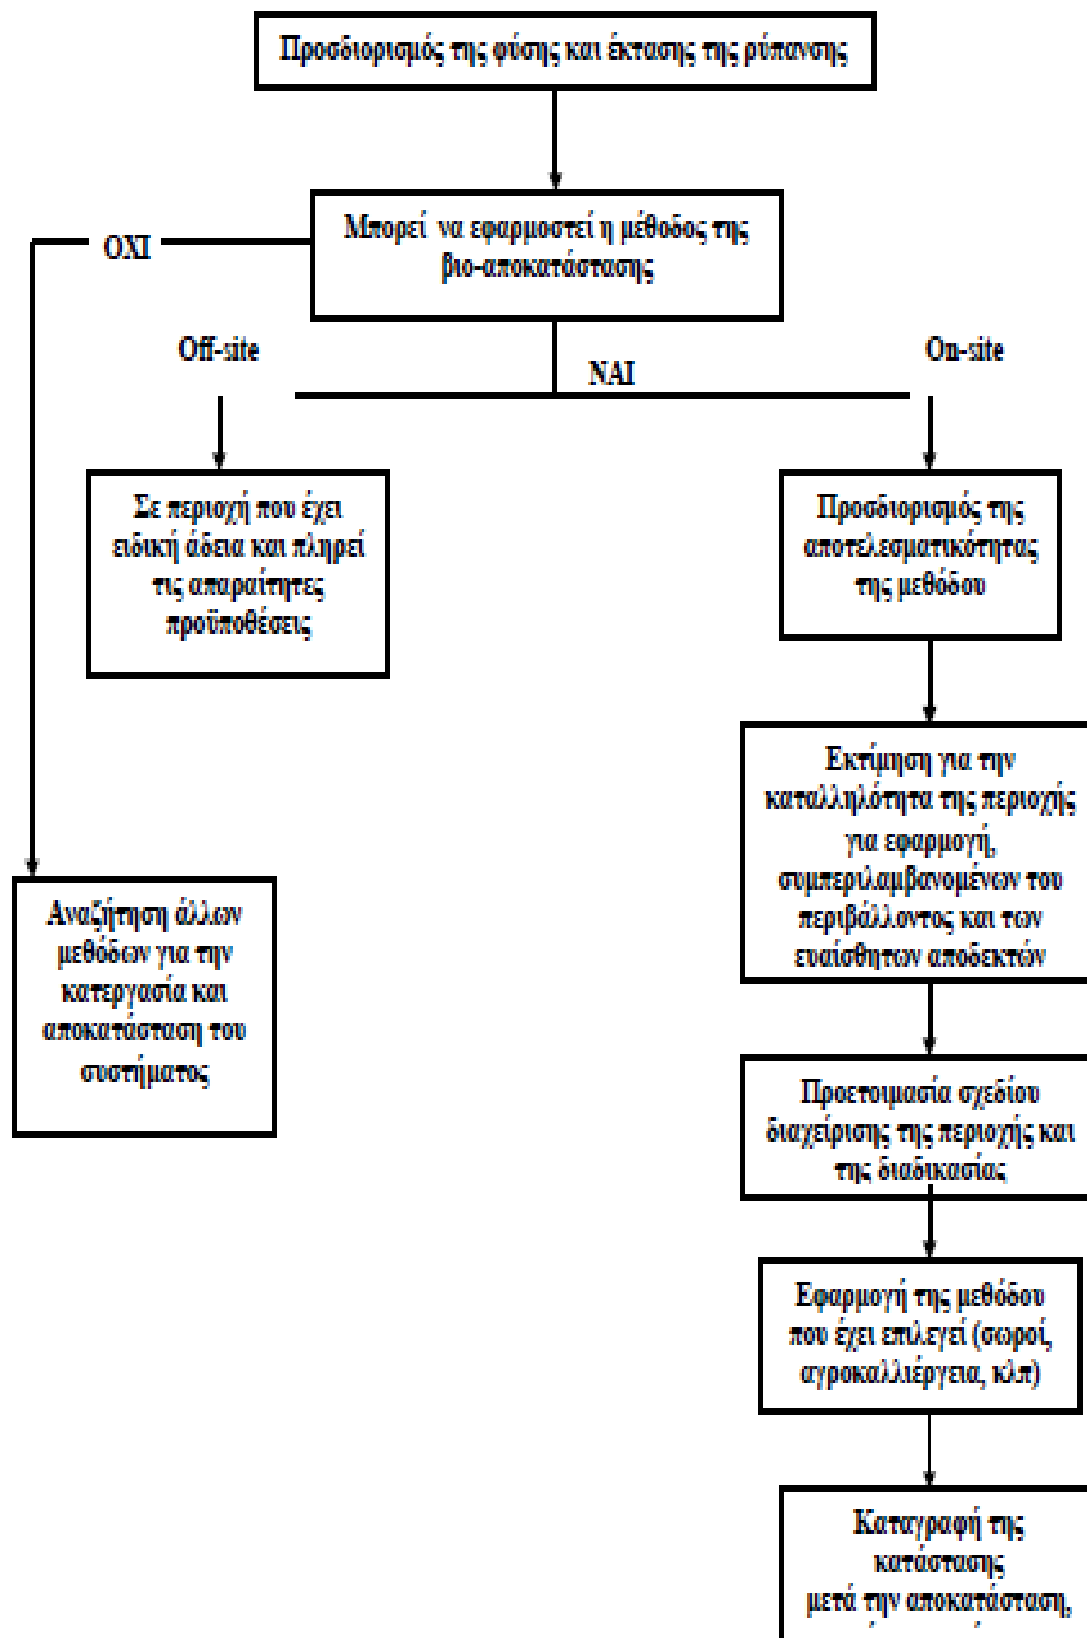 Προσδιορισμός της φύσης και έκτασης της ρύπανσης
Μπορεί να εφαρμοστεί η μέθοδος της
βιο-αποκατάστασης
ΟΧΙ
Off-site
ΝΑΙ
On-site
Σε περιοχή που έχει
ειδική άδεια και πληρεί
τις απαραίτητες
προϋποθέσεις
Προσδιορισμός της
αποτελεσματικότητας
της μεθόδου
Εκτίμηση για την
καταλληλότητα της περιοχής
για εφαρμογή,
συμπεριλαμβανομένων του
περιβάλλοντος και των
ευαίσθητων αποδεκτών
Αναζήτηση άλλων
μεθόδων για την
κατεργασία και
αποκατάσταση του
συστήματος
Προετοιμασία σχεδίου
διαχείρισης της περιοχής και
της διαδικασίας
Εφαρμογή της μεθόδου
που έχει επιλεγεί (σωροί,
αγροκαλλιέργεια, κλπ)
Καταγραφή της
κατάστασης
μετά την αποκατάσταση,